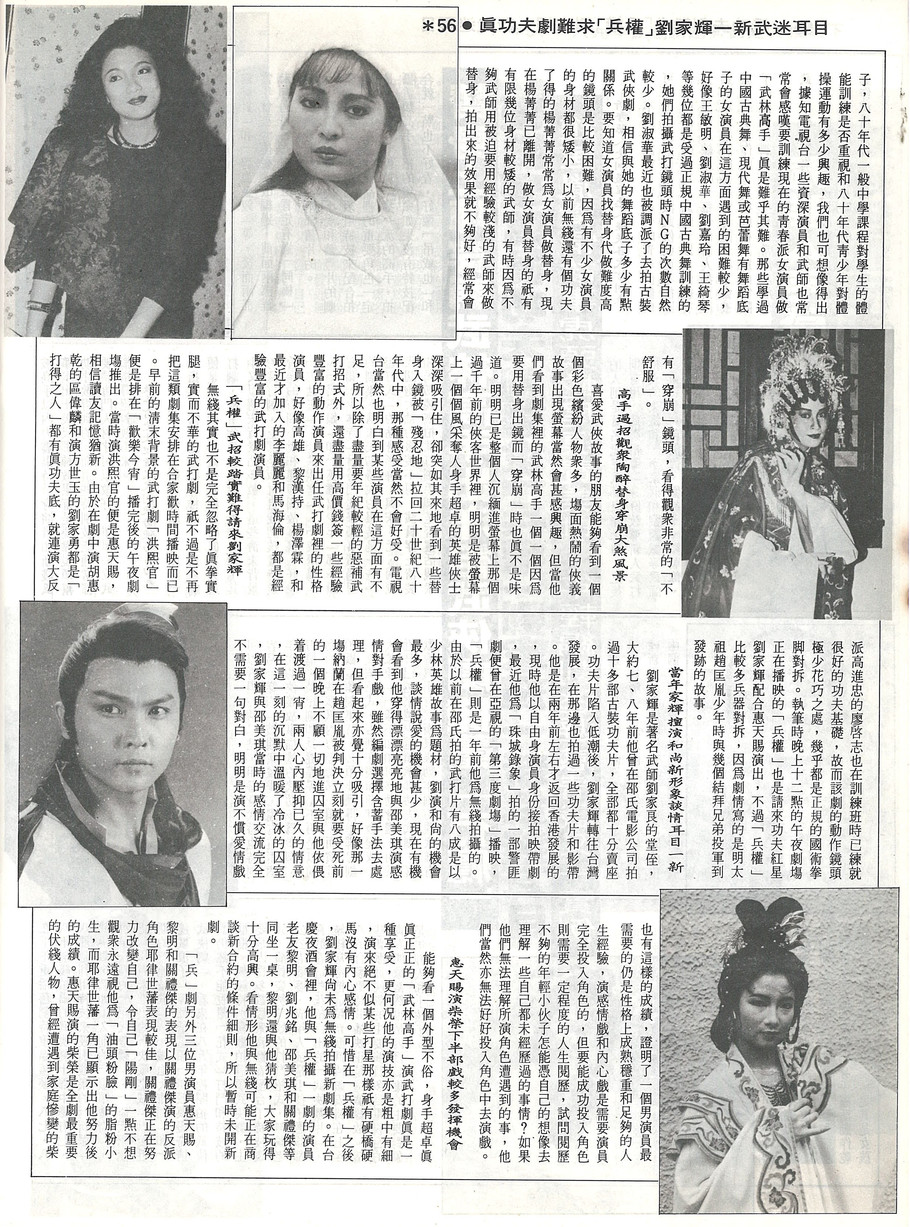 ＊56●眞功夫劇難求「兵權」劉家輝一新武迷耳目
子，八十年代一般中學課程對學生的體
能訓練是否重視和八十年代靑少年對體
操運動有多少興趣，我們也可想像得出
，據知電視台一些資深演員和武師也常
常會感嘆要訓練現在的靑春派女演員做
「武林高手」眞是難乎其難。那些學過
中國古典舞、現代舞或芭蕾舞有舞蹈底
子的女演員在這方面遇到的困難較少，
好像王敏明、劉淑華、劉嘉玲、王綺琴
等幾位都是受過正規中國古典舞訓練的
，她們拍攝武打鏡頭時NG的次數自然
較少。劉淑華最近也被調派了去拍古裝
武俠劇，相信與她的舞蹈底子多少有點
關係。要知道女演員找替身代做難度高
的鏡頭是比較困難，因爲有不少女演員
的身材都很矮小，以前無綫還有個功夫
了得的楊菁菁常常爲女演員做替身，現
在楊菁菁已離開，做女演員替身的祇有
有限幾位身材較矮的武師，有時因爲不
夠武師用被迫要用經驗較淺的武師來做
替身，拍出來的效果就不夠好，經常會
有「穿崩」鏡頭，看得觀衆非常的「不
舒服」。
高手過招觀衆陶醉替身穿崩大煞風景
喜愛武俠故事的朋友能夠看到一個
個彩色繽紛人物衆多，場面熱鬧的俠義
故事出現螢幕當然會甚感興趣，但當他
們看到劇集裡的武林高手一個一個因爲
要用替身出鏡而「穿崩」時也眞不是味
道。明明已是整個人沉緬進螢幕上那個
過千年前的俠客世界裡，明明是被螢幕
上一個個風采奪人身手超卓的英雄俠士
深深吸引住，卻突如其來地看到一些替
身入鏡被「殘忍地」拉回二十世紀八十
年代中，那種感受當然不會好受。電視
台當然也明白到某些演員在這方面有不
足，所以除了盡量要年紀較輕的惡補武
打招式外，還盡量用高價錢簽一些經驗
豐富的動作演員來出任武打劇裡的性格
演員，好像高雄、黎漢持、楊澤霖，和
最近才加入的李麗麗和馬海倫，都是經
驗豐富的武打劇演員。
「兵權」武招較踏實難得請來劉家輝
無綫其實也不是完全忽略了眞拳實
腿，實而不華的武打劇，祇不過是不再
把這類劇集安排在合家歡時間播映而已
。早前的淸末背景的武打劇「洪熙官」
便是排在「歡樂今宵」播完後的午夜劇
場推出。當時演洪熙官的便是惠天賜，
相信讀友記憶猶新。由於在劇中演胡惠
乾的區偉麟和演方世玉的劉家勇都是「
打得之人」都有眞功夫底，就連演大反
派高進忠的廖啓志也在訓練班時已練就
很好的功夫基礎，故而該劇的動作鏡頭
極少花巧之處，幾乎都是正規的國術拳
脚對拆。執筆時晚上十二點的午夜劇場
正在播映的「兵權」也是請來功夫紅星
劉家輝配合惠天賜演出，不過「兵權」
比較多兵器對拆，因爲劇情寫的是明太
祖趙匡胤少年時與幾個結拜兄弟投軍到
發跡的故事。
當年家輝擅演和尚新形象談情耳目一新
劉家輝是著名武師劉家良的堂侄，
大約七、八年前他曾在邵氏電影公司拍
過十多部古裝功夫片，全部都十分賣座
。功夫片陷入低潮後，劉家輝轉往台灣
發展，在那邊也拍過一些功夫片和影帶
。他是在兩年前左右才返回香港發展的
，現時他以自由身演員身份接拍映帶劇
，最近他爲「珠城錄象」拍的一部警匪
劇便曾在亞視的「第三度劇場」播映，
「兵權」則是一年前他爲無綫拍攝的。
由於以前在邵氏拍的武打片有八成是以
少林英雄故事爲題材，劉演和尚的機會
最多，談情說愛的機會甚少，現在有機
會看到他穿得漂漂亮亮地與邵美琪演感
情對手戲，雖然編劇選擇含蓄手法去處
理，但看起來亦覺十分吸引，好像那一
塲納蘭在趙匡胤被判決立刻就要受死前
的一個晚上不顧一切地進囚室與他依偎
着渡過一宵，兩人心內壓抑已久的情意
，在這一刻的沉默中溫暖了冷冰的囚室
，劉家輝與邵美琪當時的感情交流完全
不需要一句對白，明明是演不慣愛情戲
也有這樣的成績，證明了一個男演員最
需要的仍是性格上成熟穩重和足夠的人
生經驗，演感情戲和內心戲是需要演員
完全投入角色的，但要能成功投入角色
則需要一定程度的人生閱歷，試問閱歷
不夠的年輕小伙子怎能憑自己的想像去
理解一些自己都未經歷過的事情？如果
他們無法理解所演角色遭遇到的事，他
們當然亦無法好好投入角色中去演戲。
惠天賜演柴榮下半部戲較多發揮機會
能夠看一個外型不俗，身手超卓眞
眞正正的「武林高手」演武打劇眞是一
種享受，更何况他的演技亦是粗中有細
，演來絕不似某些打星那樣祇有硬橋硬
馬沒有內心感情。可惜在「兵權」之後
，劉家輝尚未爲無綫拍攝新劇集。在台
慶夜酒會裡，他與「兵權」一劇的演員
老友黎明、劉兆銘、邵美琪和關禮傑等
同坐一桌，黎明還與他猜枚，大家玩得
十分高興。看情形他與無綫可能正在商
談新合約的條件細則，所以暫時未開新
劇。
「兵」劇另外三位男演員惠天賜、
黎明和關禮傑的表現以關禮傑演的反派
角色耶律世藩表現較佳，關禮傑正在努
力改變自己，令自己「陽剛」一點不想
觀衆永遠視他爲「油頭粉臉」的脂粉小
生，而耶律世藩一角已顯示出他努力後
的成績。惠天賜演的柴榮是全劇最重要
的伏綫人物，曾經遭遇到家庭慘變的柴